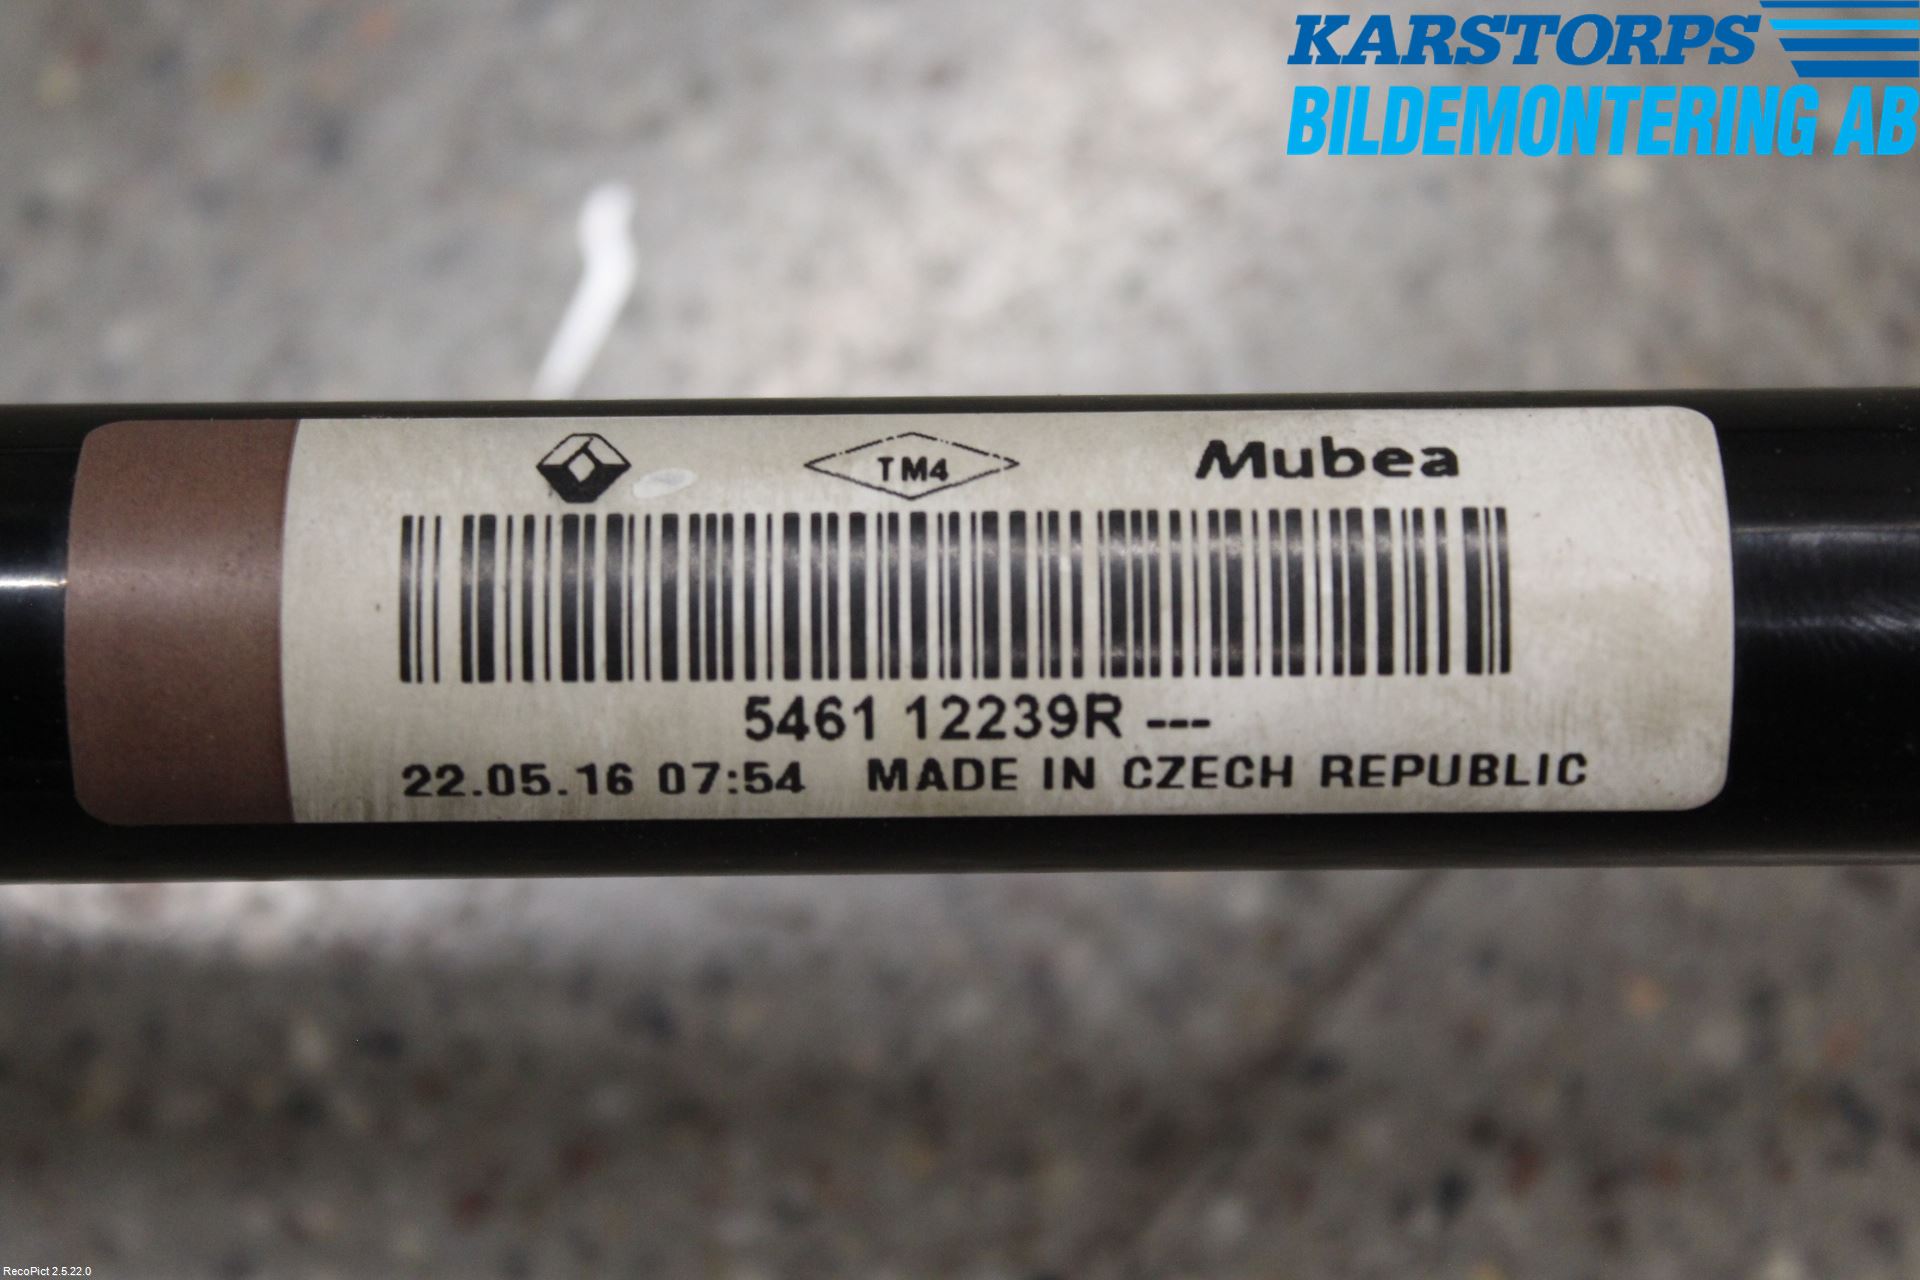 KARSTORPS
BILDEMONTERING AB
TM4
Mubea
5461 12239R ---
22.05.16 07:54 MADE IN CZECH REPUBLIC
RecoPict 2.5.22.0